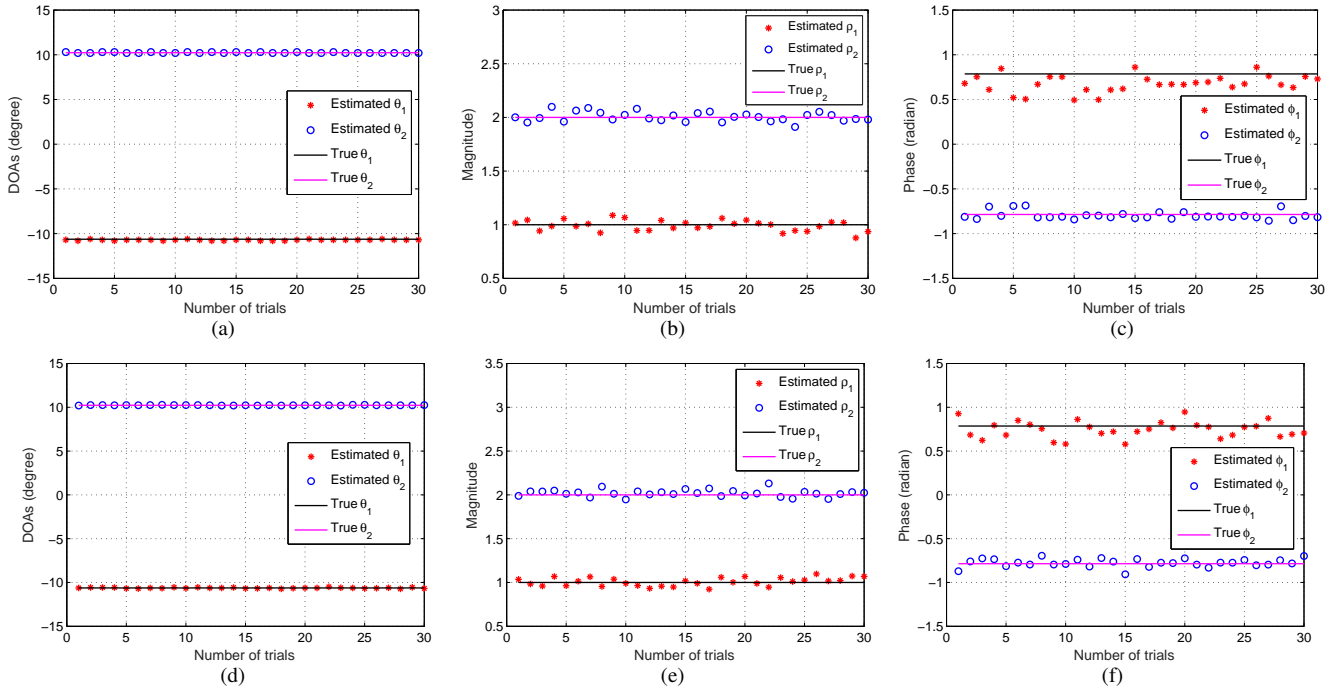 15
10
5
0
−5
−10
−15
DOAs (degree)
0 5 10 15 20 25 30
Number of trials
Estimated θ1
Estimated θ2
True θ1
True θ2
(a)
3
2.5
2
1.5
1
0.5
Magnitude
0 5 10 15 20 25 30
Number of trials
Estimated ρ1
Estimated ρ2
True ρ1
True ρ2
(b)
1.5
1
0.5
0
−0.5
−1
−1.5
Phase (radian)
0 5 10 15 20 25 30
Number of trials
Estimated ϕ1
Estimated ϕ2
True ϕ1
True ϕ2
(c)
15
10
5
0
−5
−10
−15
DOAs (degree)
0 5 10 15 20 25 30
Number of trials
Estimated θ1
Estimated θ2
True θ1
True θ2
(d)
3.5
3
2.5
2
1.5
1
0.5
Magnitude
0 5 10 15 20 25 30
Number of trials
Estimated ρ1
Estimated ρ2
True ρ1
True ρ2
(e)
1.5
1
0.5
0
−0.5
−1
−1.5
Phase (radian)
0 5 10 15 20 25 30
Number of trials
Estimated ϕ1
Estimated ϕ2
True ϕ1
True ϕ2
(f)